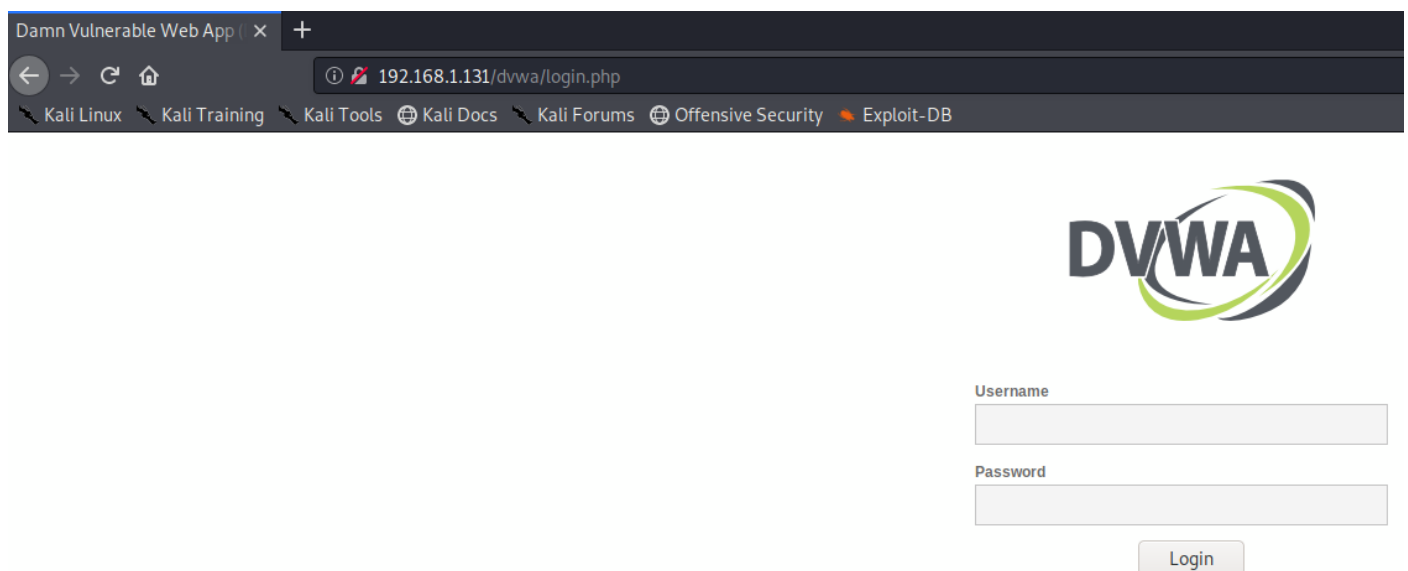 Damn Vulnerable Web App (
192.168.1.131/dvwa/login.php
Kali Linux Kali Training Kali Tools Kali Docs Kali Forums Offensive Security Exploit-DB
DVWA
Username
Password
Login